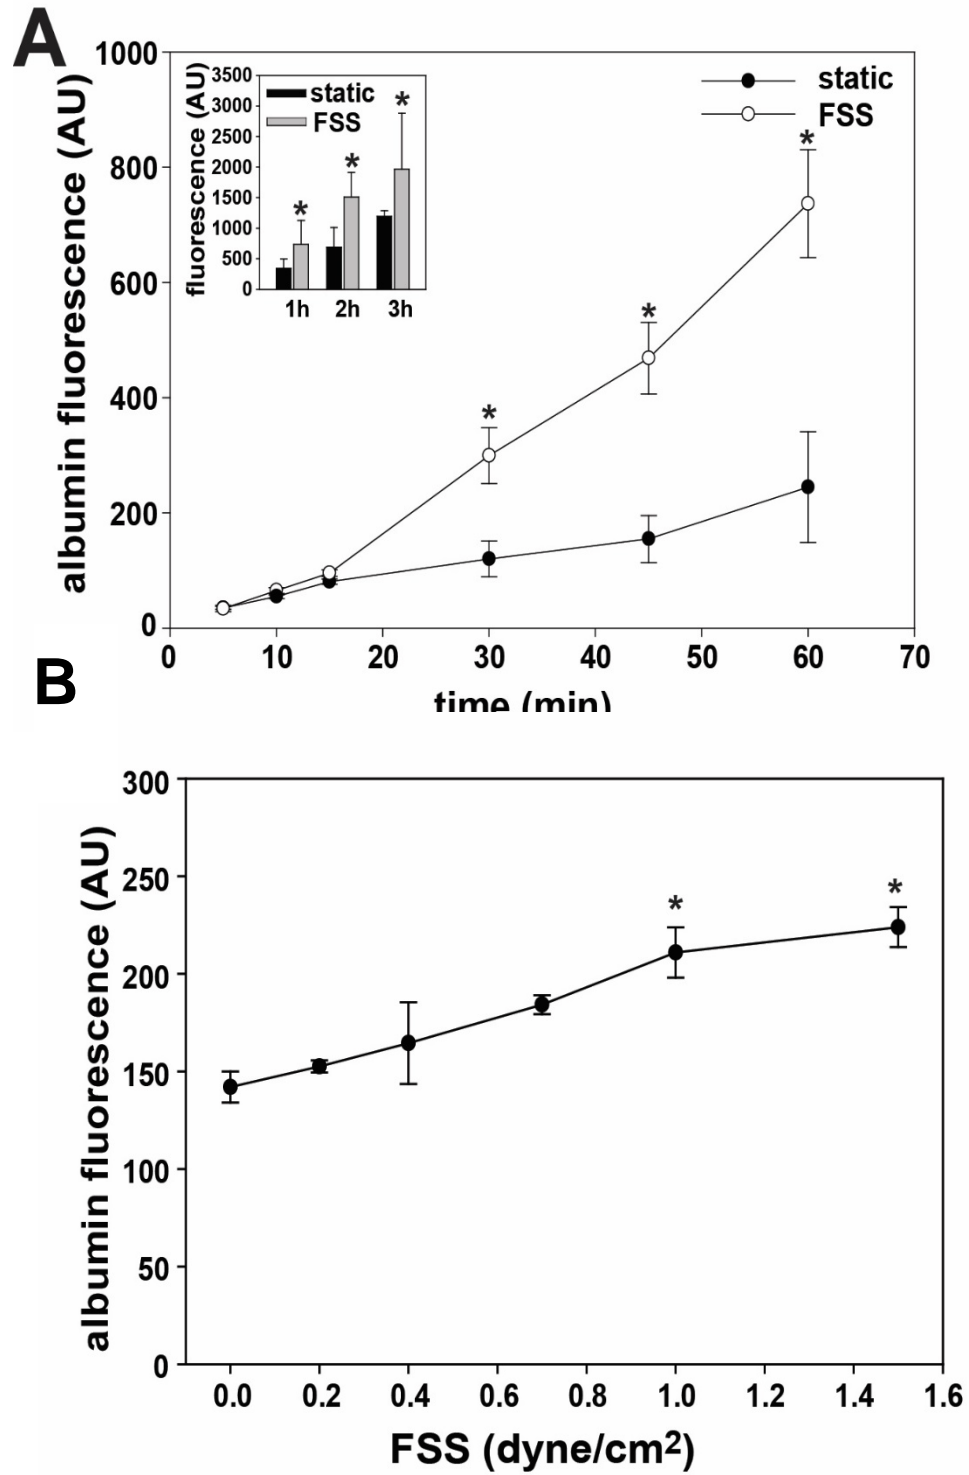 A
albumin fluorescence (AU)
1000
800
600
400
200
0
0 10 20 30 40 50 60 70
time (min)
static
FSS
* * *
fluorescence (AU)
3500
3000
2500
2000
1500
1000
500
0
static
FSS
* * *
1h 2h 3h
B
albumin fluorescence (AU)
300
250
200
150
100
50
0
* *
0.0 0.2 0.4 0.6 0.8 1.0 1.2 1.4 1.6
FSS (dyne/cm2)